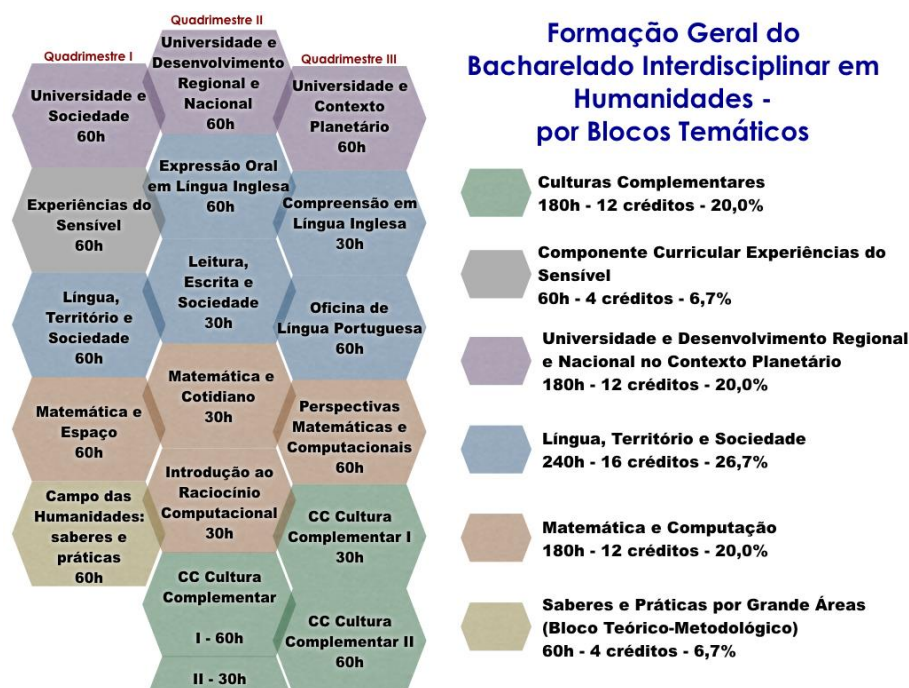 Quadrimestre I
Universidade e
Sociedade
60h
Experiências do
Sensível
60h
Língua,
Território e
Sociedade
60h
Matemática e
Espaço
60h
Campo das
Humanidades:
saberes e
práticas
60h
Quadrimestre II
Universidade e
Desenvolvimento
Regional e
Nacional
60h
Expressão Oral
em Língua Inglesa
60h
Leitura,
Escrita e
Sociedade
30h
Matemática e
Cotidiano
30h
Introdução ao
Raciocínio
Computacional
30h
CC Cultura
Complementar
I - 60h
II - 30h
Quadrimestre III
Universidade e
Contexto
Planetário
60h
Compreensão em
Língua Inglesa
30h
Oficina de
Língua Portuguesa
60h
Perspectivas
Matemáticas e
Computacionais
60h
CC Cultura
Complementar I
30h
CC Cultura
Complementar II
60h
Formação Geral do
Bacharelado Interdisciplinar em
Humanidades -
por Blocos Temáticos
Culturas Complementares
180h - 12 créditos - 20,0%
Componente Curricular Experiências do
Sensível
60h - 4 créditos - 6,7%
Universidade e Desenvolvimento Regional
e Nacional no Contexto Planetário
180h - 12 créditos - 20,0%
Língua, Território e Sociedade
240h - 16 créditos - 26,7%
Matemática e Computação
180h - 12 créditos - 20,0%
Saberes e Práticas por Grande Áreas
(Bloco Teórico-Metodológico)
60h - 4 créditos - 6,7%